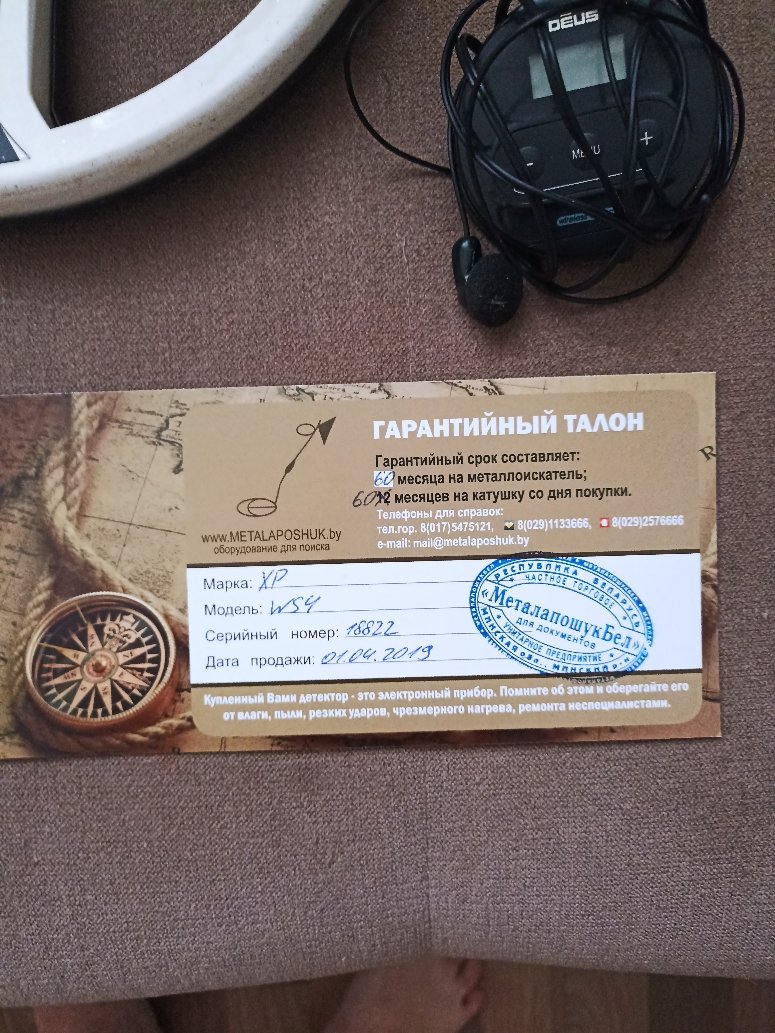 DĒUS
- MENU +
ГАРАНТИЙНЫЙ ТАЛОН
Гарантийный срок составляет:
60 месяца на металлоискатель;
60 12 месяцев на катушку со дня покупки.
Телефоны для справок:
тел.гор. 8(017)5475121, 8(029)1133666, 8(029)2576666
e-mail: mail@metalaposhuk.by
www.METALAPOSHUK.by
оборудование для поиска
Марка: XP
Модель: WS4
Серийный номер: 18822
Дата продажи: 01.04.2019
РЕСПУБЛИКА БЕЛАРУСЬ
ЧАСТНОЕ ТОРГОВОЕ
«МеталапошукБел»
ДЛЯ ДОКУМЕНТОВ
УНИТАРНОЕ ПРЕДПРИЯТИЕ
МИНСКАЯ обл., МИНСКИЙ р-н
Купленный Вами детектор - это электронный прибор. Помните об этом и оберегайте его
от влаги, пыли, резких ударов, чрезмерного нагрева, ремонта неспециалистами.